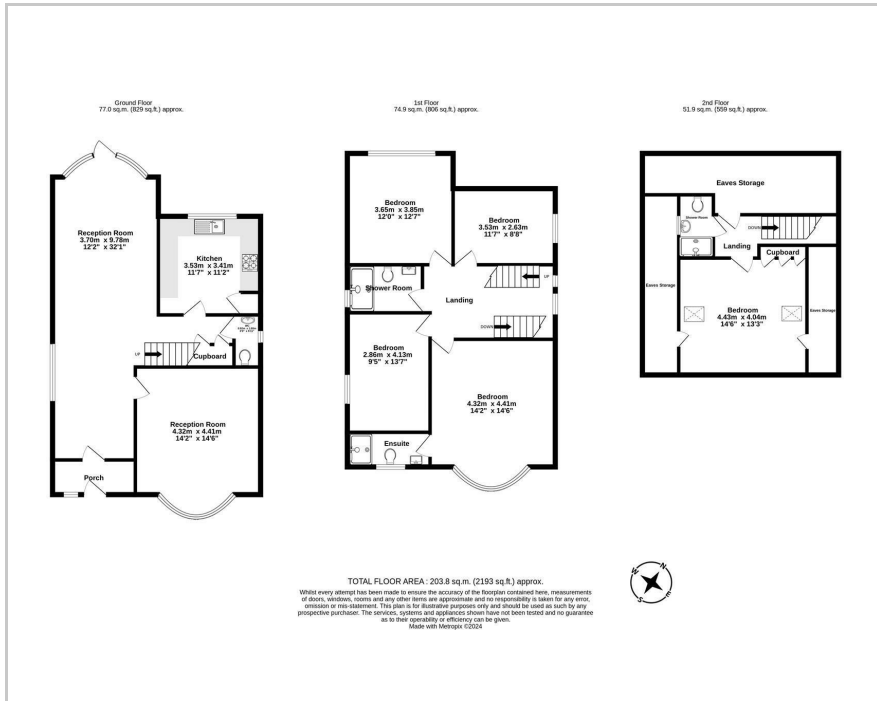 Ground Floor
77.0 sq.m. (829 sq.ft.) approx.
Reception Room
3.70m x 9.78m
12'2" x 32'1"
Kitchen
3.53m x 3.41m
11'7" x 11'2"
UP
Cupboard
Reception Room
4.32m x 4.41m
14'2" x 14'6"
Porch
1st Floor
74.9 sq.m. (806 sq.ft.) approx.
Bedroom
3.65m x 3.85m
12'0" x 12'7"
Bedroom
3.53m x 2.63m
11'7" x 8'8"
Shower Room
UP
Landing
DOWN
Bedroom
2.86m x 4.13m
9'5" x 13'7"
Bedroom
4.32m x 4.41m
14'2" x 14'6"
Ensuite
2nd Floor
51.9 sq.m. (559 sq.ft.) approx.
Eaves Storage
Shower Room
DOWN
Landing
Cupboard
Eaves Storage
Bedroom
4.43m x 4.04m
14'6" x 13'3"
Eaves Storage
TOTAL FLOOR AREA : 203.8 sq.m. (2193 sq.ft.) approx.
Whilst every attempt has been made to ensure the accuracy of the floorplan contained here, measurements
of doors, windows, rooms and any other items are approximate and no responsibility is taken for any error,
omission or mis-statement. This plan is for illustrative purposes only and should be used as such by any
prospective purchaser. The services, systems and appliances shown have not been tested and no guarantee
as to their operability or efficiency can be given.
Made with Metropix ©2024
N
W
E
S